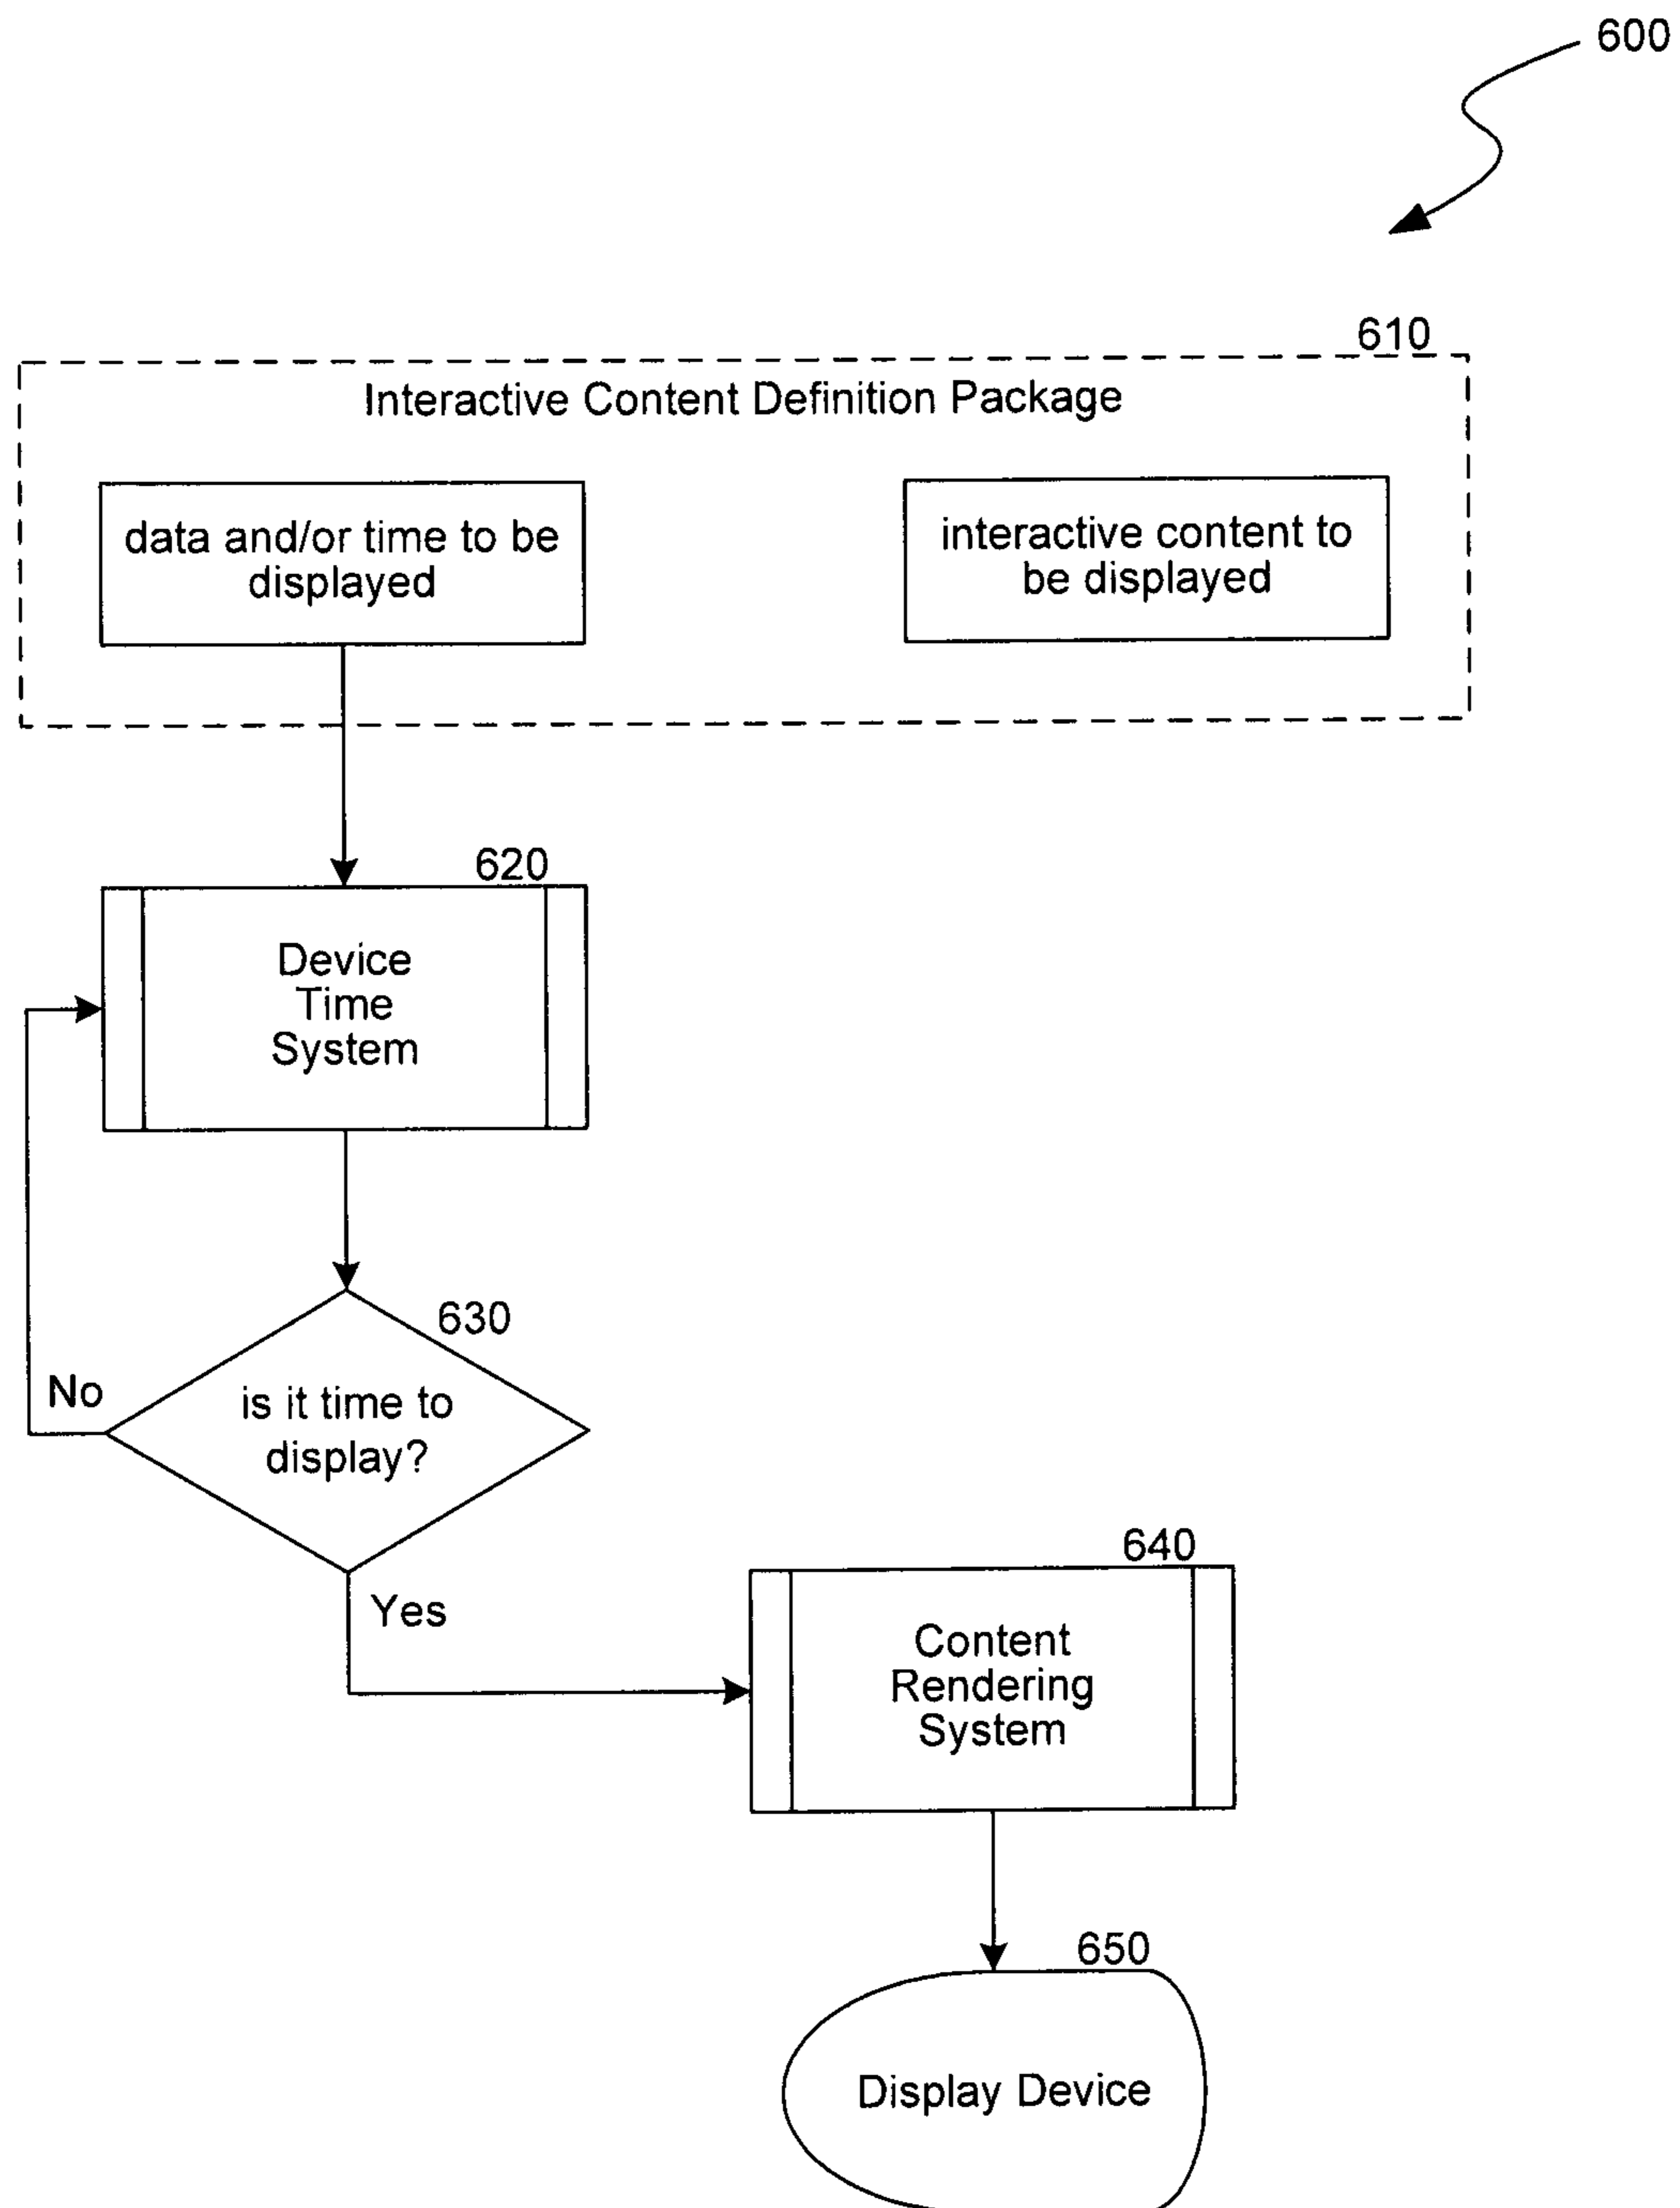 600
610
Interactive Content Definition Package
data and/or time to be
displayed
interactive content to
be displayed
620
Device
Time
System
630
is it time to
display?
No
Yes
640
Content
Rendering
System
650
Display Device